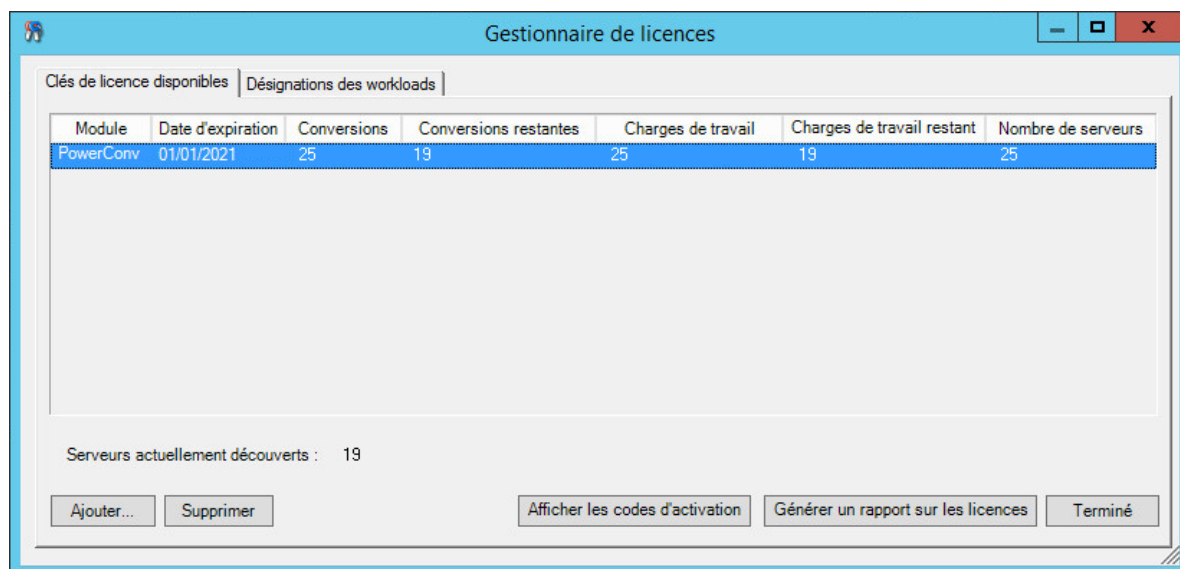 Gestionnaire de licences
Clés de licence disponibles Désignations des workloads
Module Date d'expiration Conversions Conversions restantes Charges de travail Charges de travail restant Nombre de serveurs
PowerConv 01/01/2021 25 19 25 19 25
Serveurs actuellement découverts : 19
Ajouter... Supprimer Afficher les codes d'activation Générer un rapport sur les licences Terminé